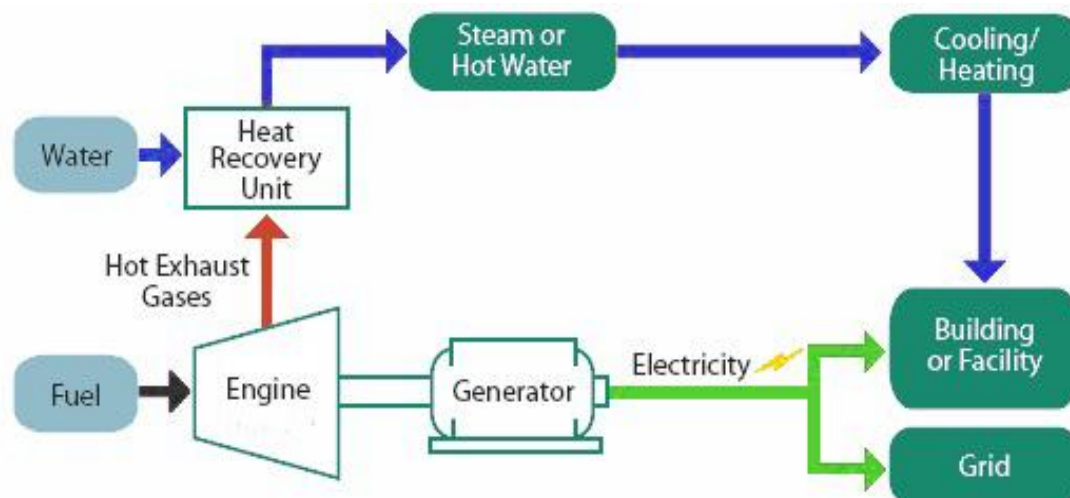 Steam or
Hot Water
Cooling/
Heating
Water
Heat
Recovery
Unit
Hot Exhaust
Gases
Fuel
Engine
Generator
Electricity
Building
or Facility
Grid